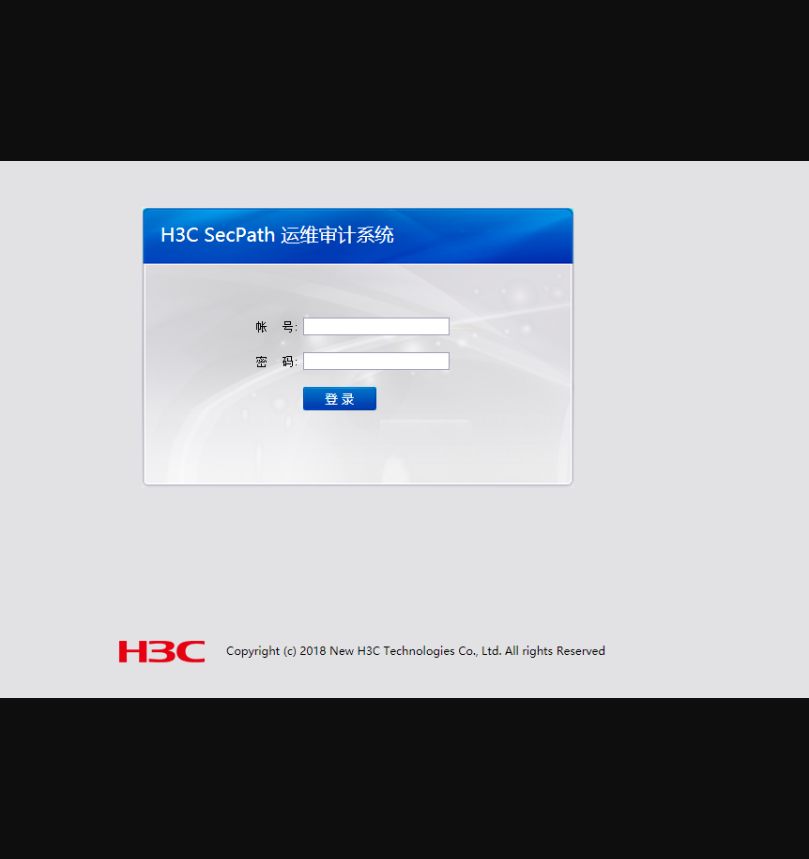 H3C SecPath 运维审计系统
帐 号:
密 码:
登 录
H3C Copyright (c) 2018 New H3C Technologies Co., Ltd. All rights Reserved